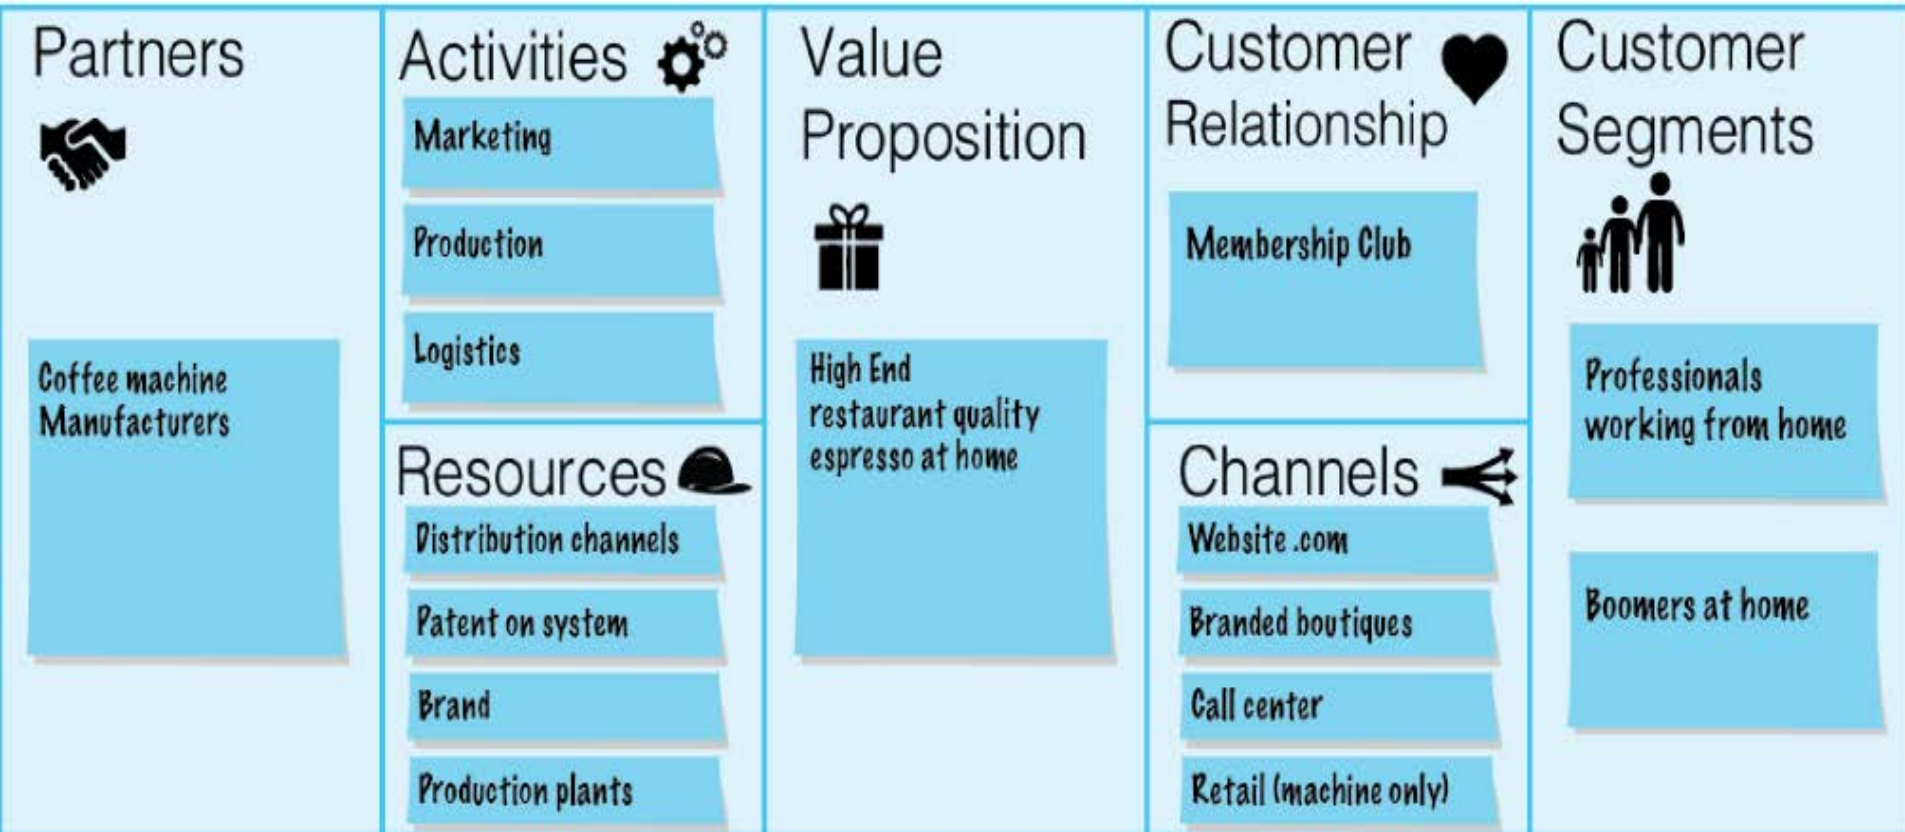 Partners
Coffee machine
Manufacturers
Activities
Marketing
Production
Logistics
Resources
Distribution channels
Patent on system
Brand
Production plants
Value
Proposition
High End
restaurant quality
espresso at home
Customer
Relationship
Membership Club
Channels
Website .com
Branded boutiques
Call center
Retail (machine only)
Customer
Segments
Professionals
working from home
Boomers at home